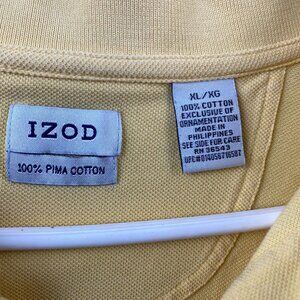 IZOD
100% PIMA COTTON
XL/XG
100% COTTON
EXCLUSIVE OF
ORNAMENTATION
MADE IN
PHILIPPINES
SEE SIDE FOR CARE
RN 36543